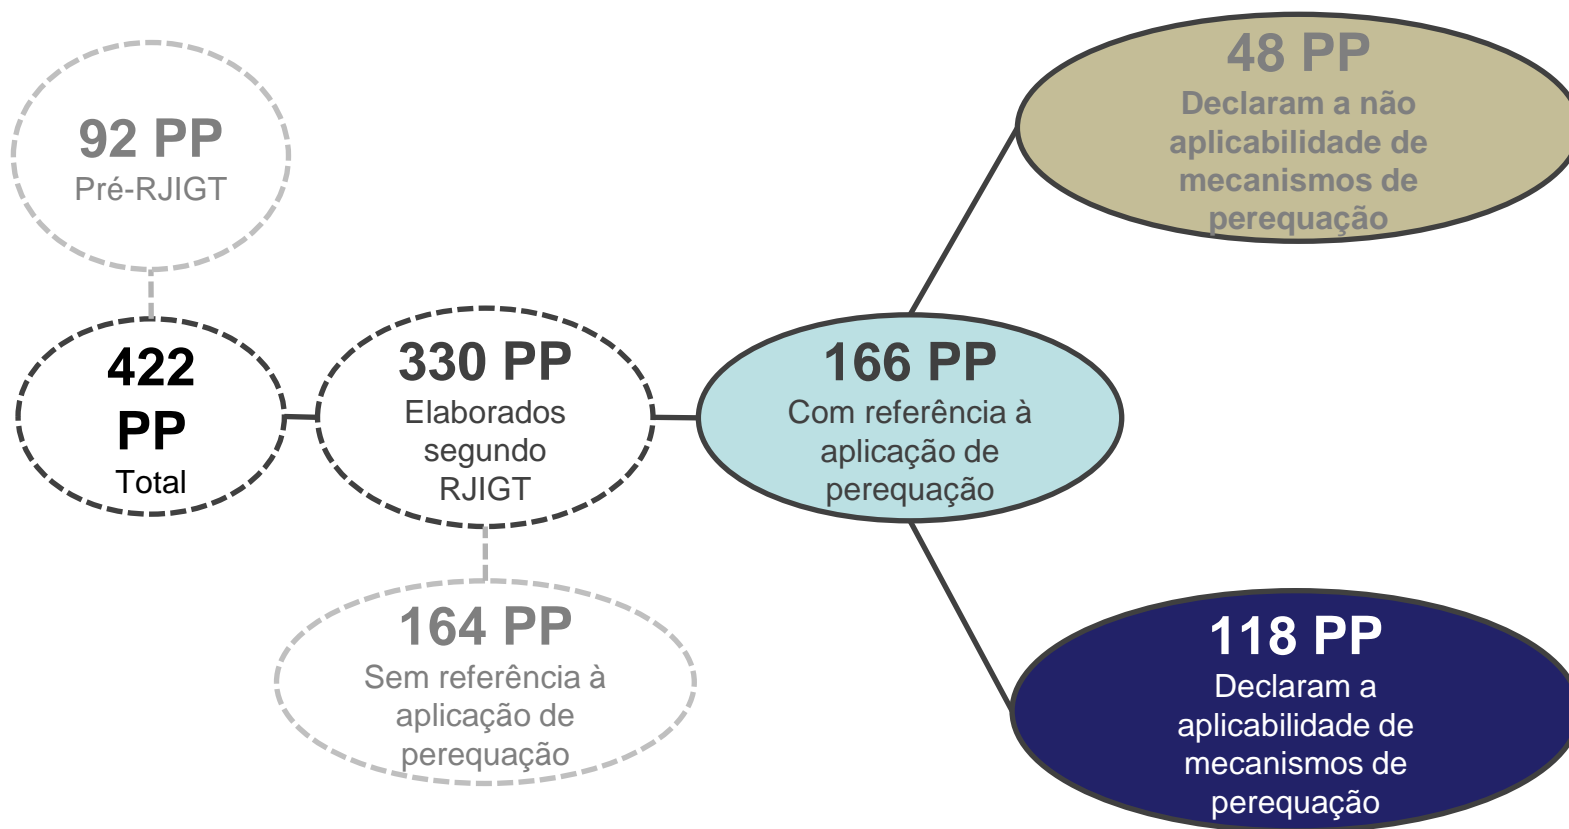 92 PP
Pré-RJIGT
422
PP
Total
330 PP
Elaborados
segundo
RJIGT
164 PP
Sem referência à
aplicação de
perequação
166 PP
Com referência à
aplicação de
perequação
48 PP
Declaram a não
aplicabilidade de
mecanismos de
perequação
118 PP
Declaram a
aplicabilidade de
mecanismos de
perequação